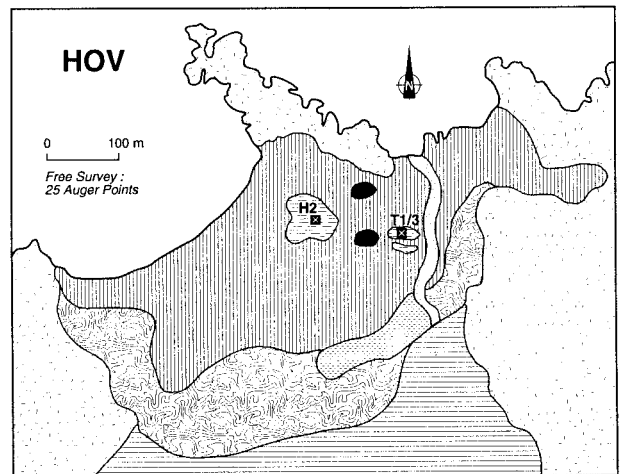 HOV
N
0 100 m
Free Survey :
25 Auger Points
H2
T1/3